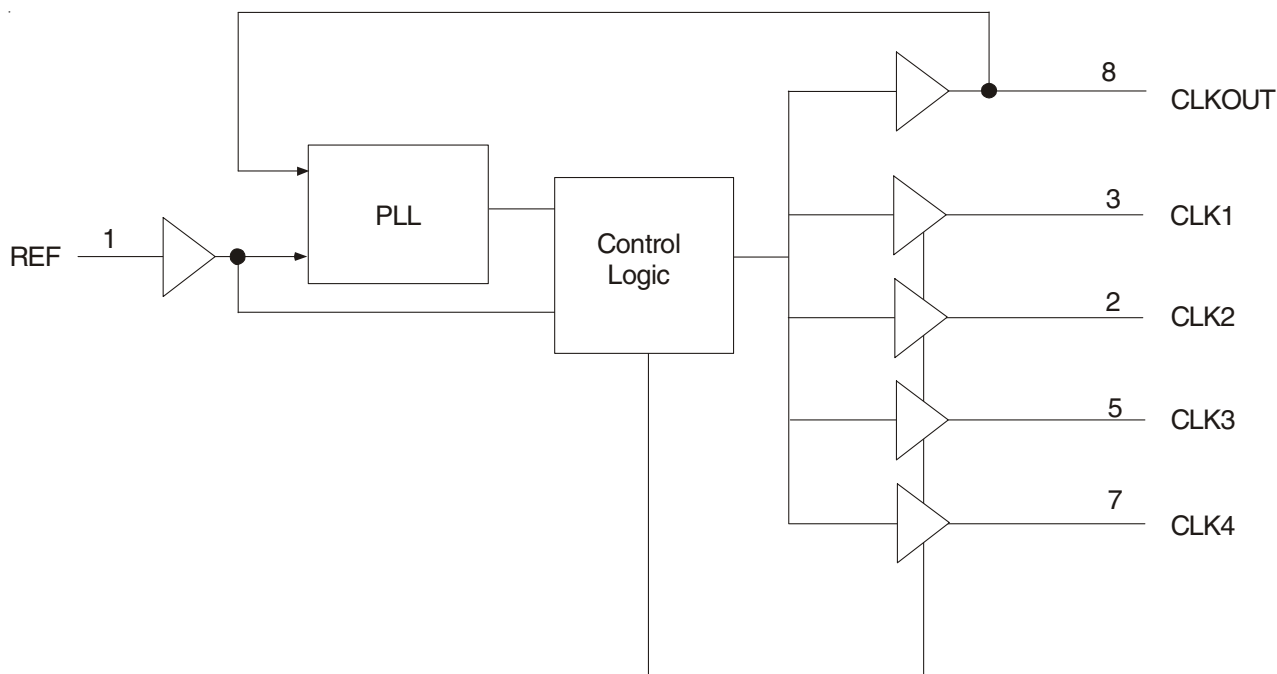 8
CLKOUT
PLL
3
CLK1
1
REF
Control
Logic
2
CLK2
5
CLK3
7
CLK4